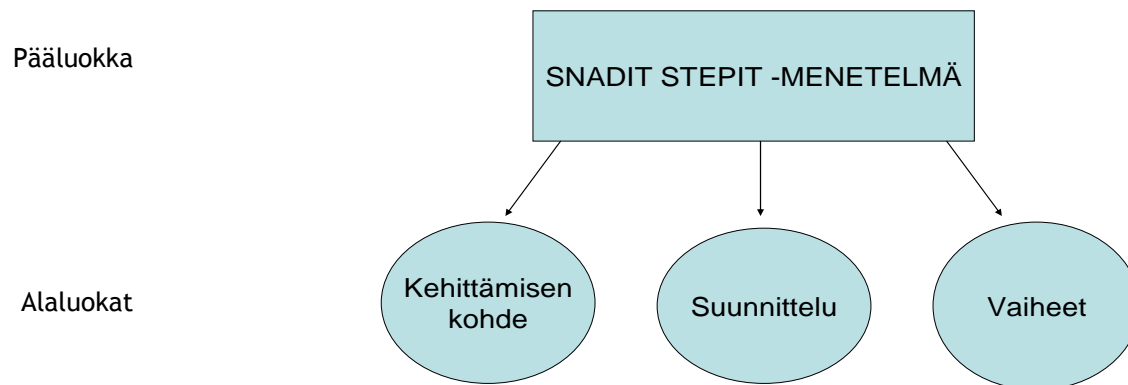 Pääluokka
SNADIT STEPIT -MENETELMÄ
Alaluokat
Kehittämisen
kohde
Suunnittelu
Vaiheet